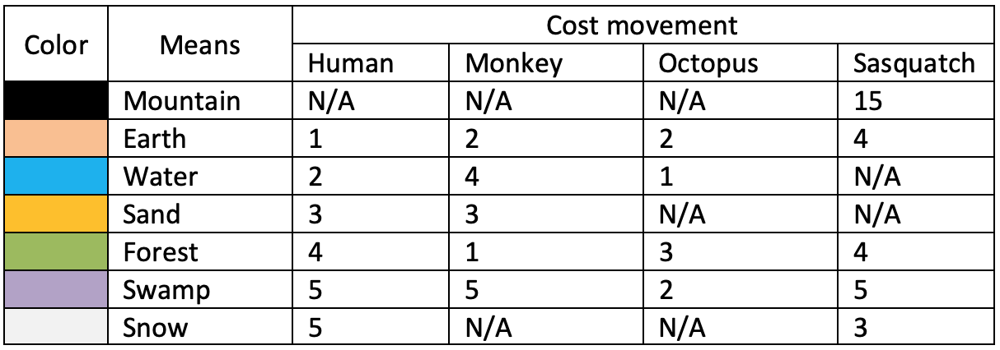 Color Means Cost movement
Human Monkey Octopus Sasquatch
Mountain N/A N/A N/A 15
Earth 1 2 2 4
Water 2 4 1 N/A
Sand 3 3 N/A N/A
Forest 4 1 3 4
Swamp 5 5 2 5
Snow 5 N/A N/A 3